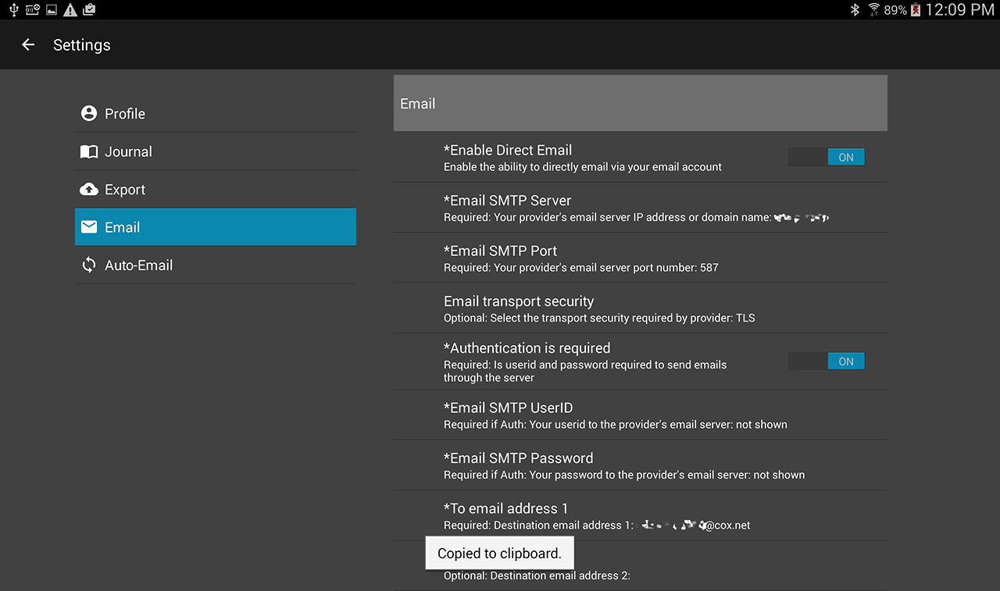 89% 12:09 PM
Settings
Profile
Journal
Export
Email
Auto-Email
Email
*Enable Direct Email
Enable the ability to directly email via your email account
ON
*Email SMTP Server
Required: Your provider's email server IP address or domain name:
*Email SMTP Port
Required: Your provider's email server port number: 587
Email transport security
Optional: Select the transport security required by provider: TLS
*Authentication is required
Required: Is userid and password required to send emails
through the server
ON
*Email SMTP UserID
Required if Auth: Your userid to the provider's email server: not shown
*Email SMTP Password
Required if Auth: Your password to the provider's email server: not shown
*To email address 1
Required: Destination email address 1: @cox.net
Copied to clipboard.
Optional: Destination email address 2: